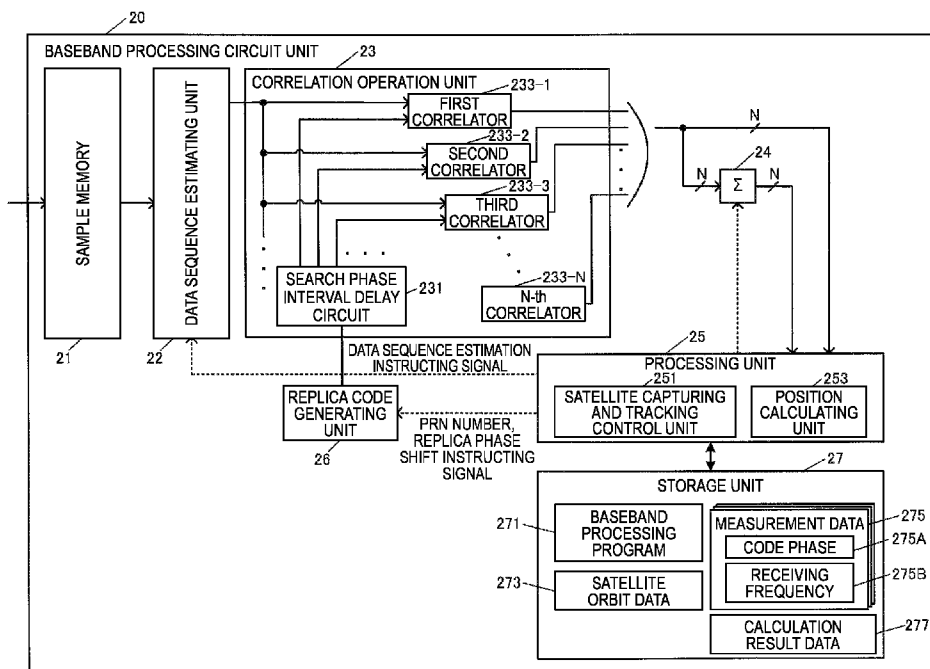 20
BASEBAND PROCESSING CIRCUIT UNIT
SAMPLE MEMORY
21
DATA SEQUENCE ESTIMATING UNIT
22
23
CORRELATION OPERATION UNIT
233-1
FIRST
CORRELATOR
233-2
SECOND
CORRELATOR
233-3
THIRD
CORRELATOR
233-N
N-th
CORRELATOR
SEARCH PHASE
INTERVAL DELAY
CIRCUIT
231
N
24
N
Σ
N
DATA SEQUENCE ESTIMATION
INSTRUCTING SIGNAL
REPLICA CODE
GENERATING
UNIT
26
PRN NUMBER,
REPLICA PHASE
SHIFT INSTRUCTING
SIGNAL
25
PROCESSING UNIT
251
SATELLITE CAPTURING
AND TRACKING
CONTROL UNIT
253
POSITION
CALCULATING
UNIT
27
STORAGE UNIT
271
BASEBAND
PROCESSING
PROGRAM
273
SATELLITE
ORBIT DATA
MEASUREMENT DATA
275
CODE PHASE
275A
RECEIVING
FREQUENCY
275B
CALCULATION
RESULT DATA
277